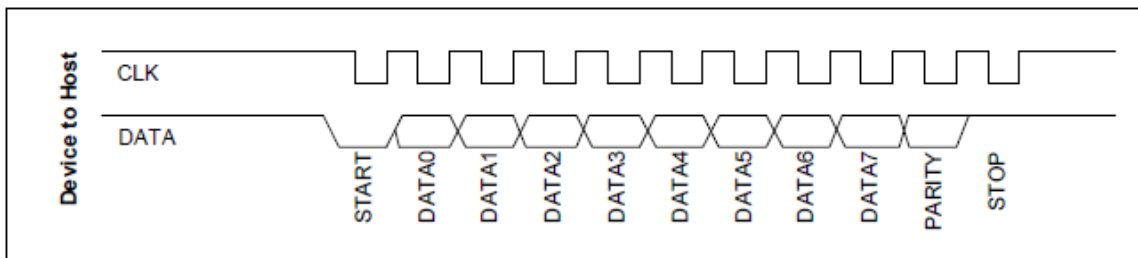 Device to Host
CLK
DATA
START
DATA0
DATA1
DATA2
DATA3
DATA4
DATA5
DATA6
DATA7
PARITY
STOP